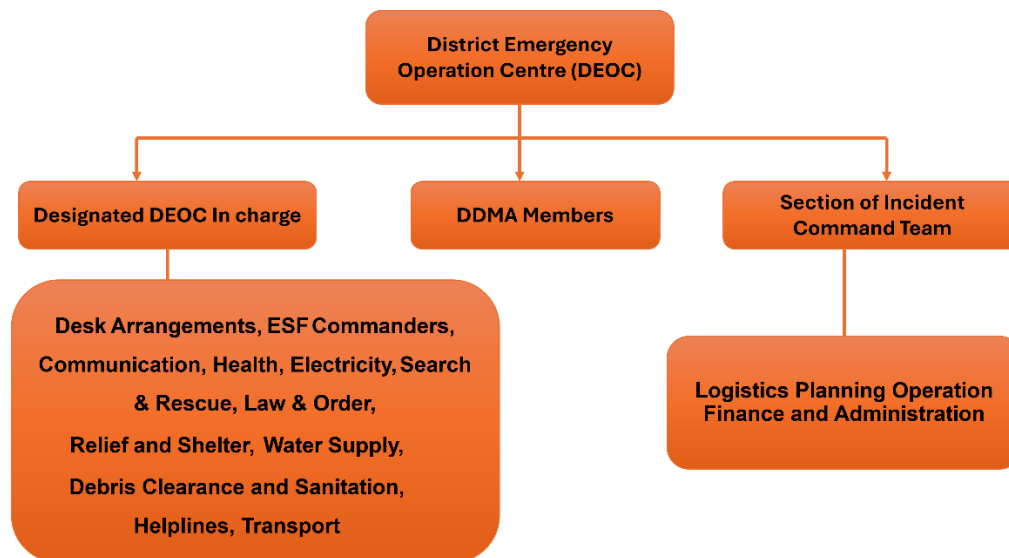 District Emergency
Operation Centre (DEOC)
Designated DEOC In charge
DDMA Members
Section of Incident
Command Team
Desk Arrangements, ESF Commanders,
Communication, Health, Electricity, Search
& Rescue, Law & Order,
Relief and Shelter, Water Supply,
Debris Clearance and Sanitation,
Helplines, Transport
Logistics Planning Operation
Finance and Administration